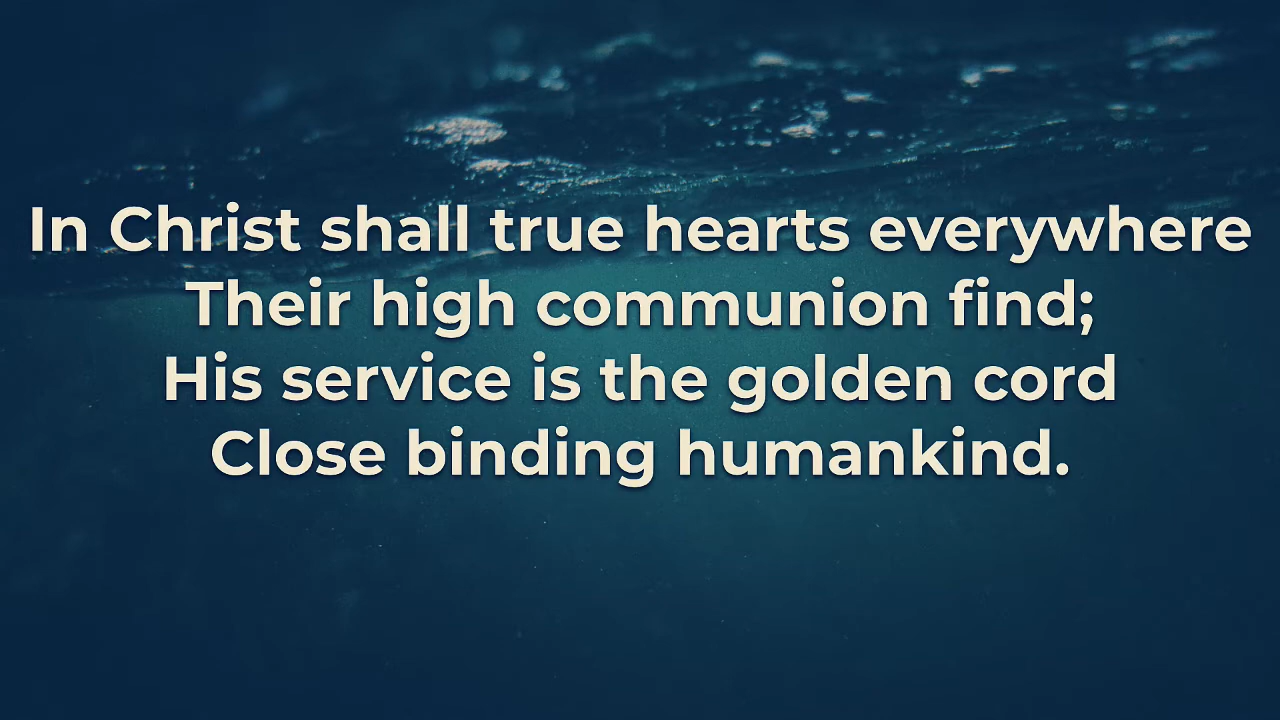 In Christ shall true hearts everywhere
Their high communion find;
His service is the golden cord
Close binding humankind.